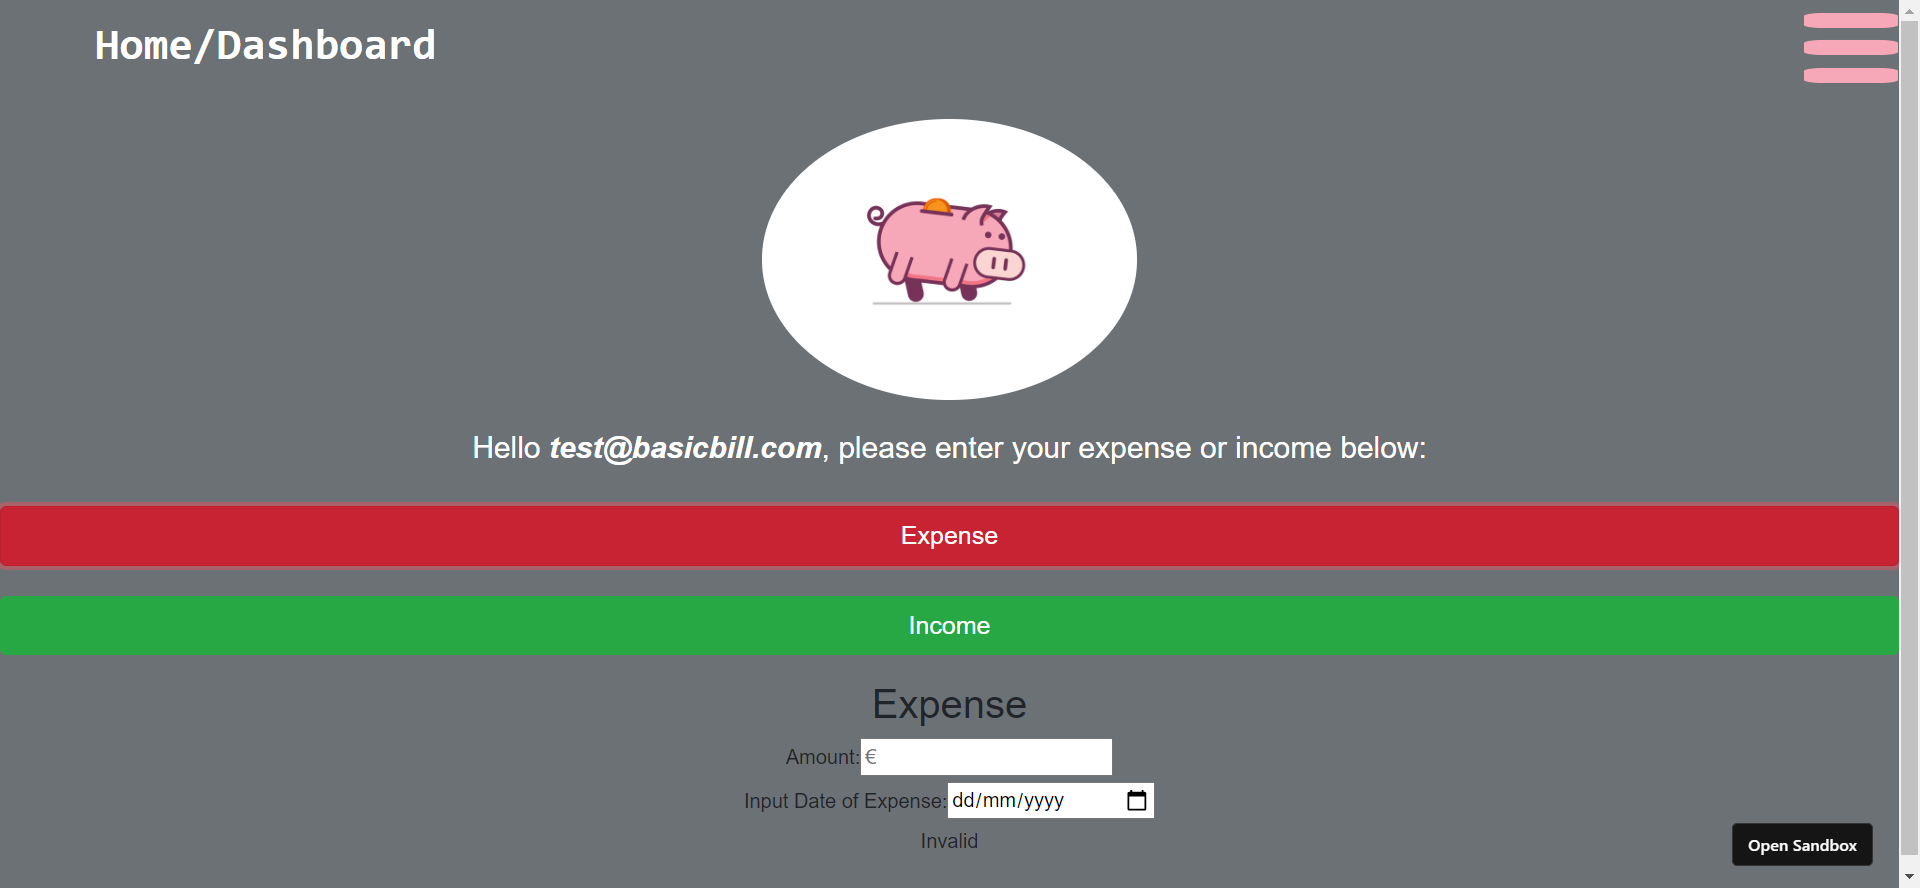 Home/Dashboard
Hello test@basicbill.com, please enter your expense or income below:
Expense
Income
Expense
Amount: €
Input Date of Expense: dd/mm/yyyy
Invalid
Open Sandbox